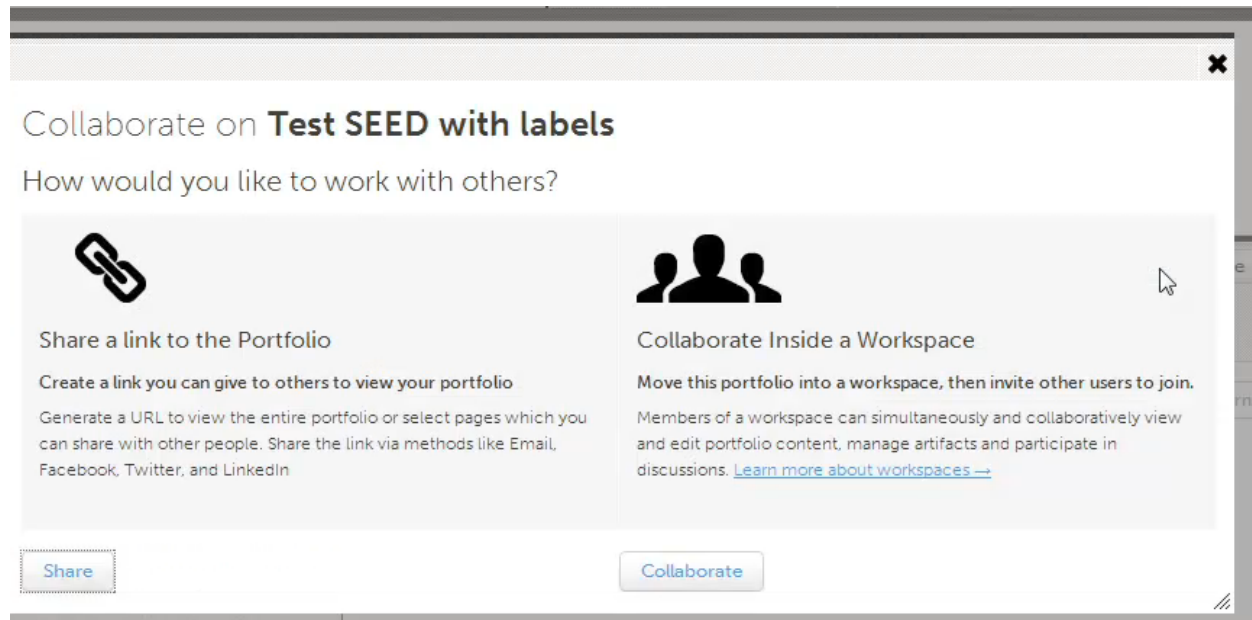 Collaborate on Test SEED with labels
How would you like to work with others?
Share a link to the Portfolio
Create a link you can give to others to view your portfolio
Generate a URL to view the entire portfolio or select pages which you
can share with other people. Share the link via methods like Email,
Facebook, Twitter, and LinkedIn
Share
Collaborate Inside a Workspace
Move this portfolio into a workspace, then invite other users to join.
Members of a workspace can simultaneously and collaboratively view
and edit portfolio content, manage artifacts and participate in
discussions. Learn more about workspaces →
Collaborate